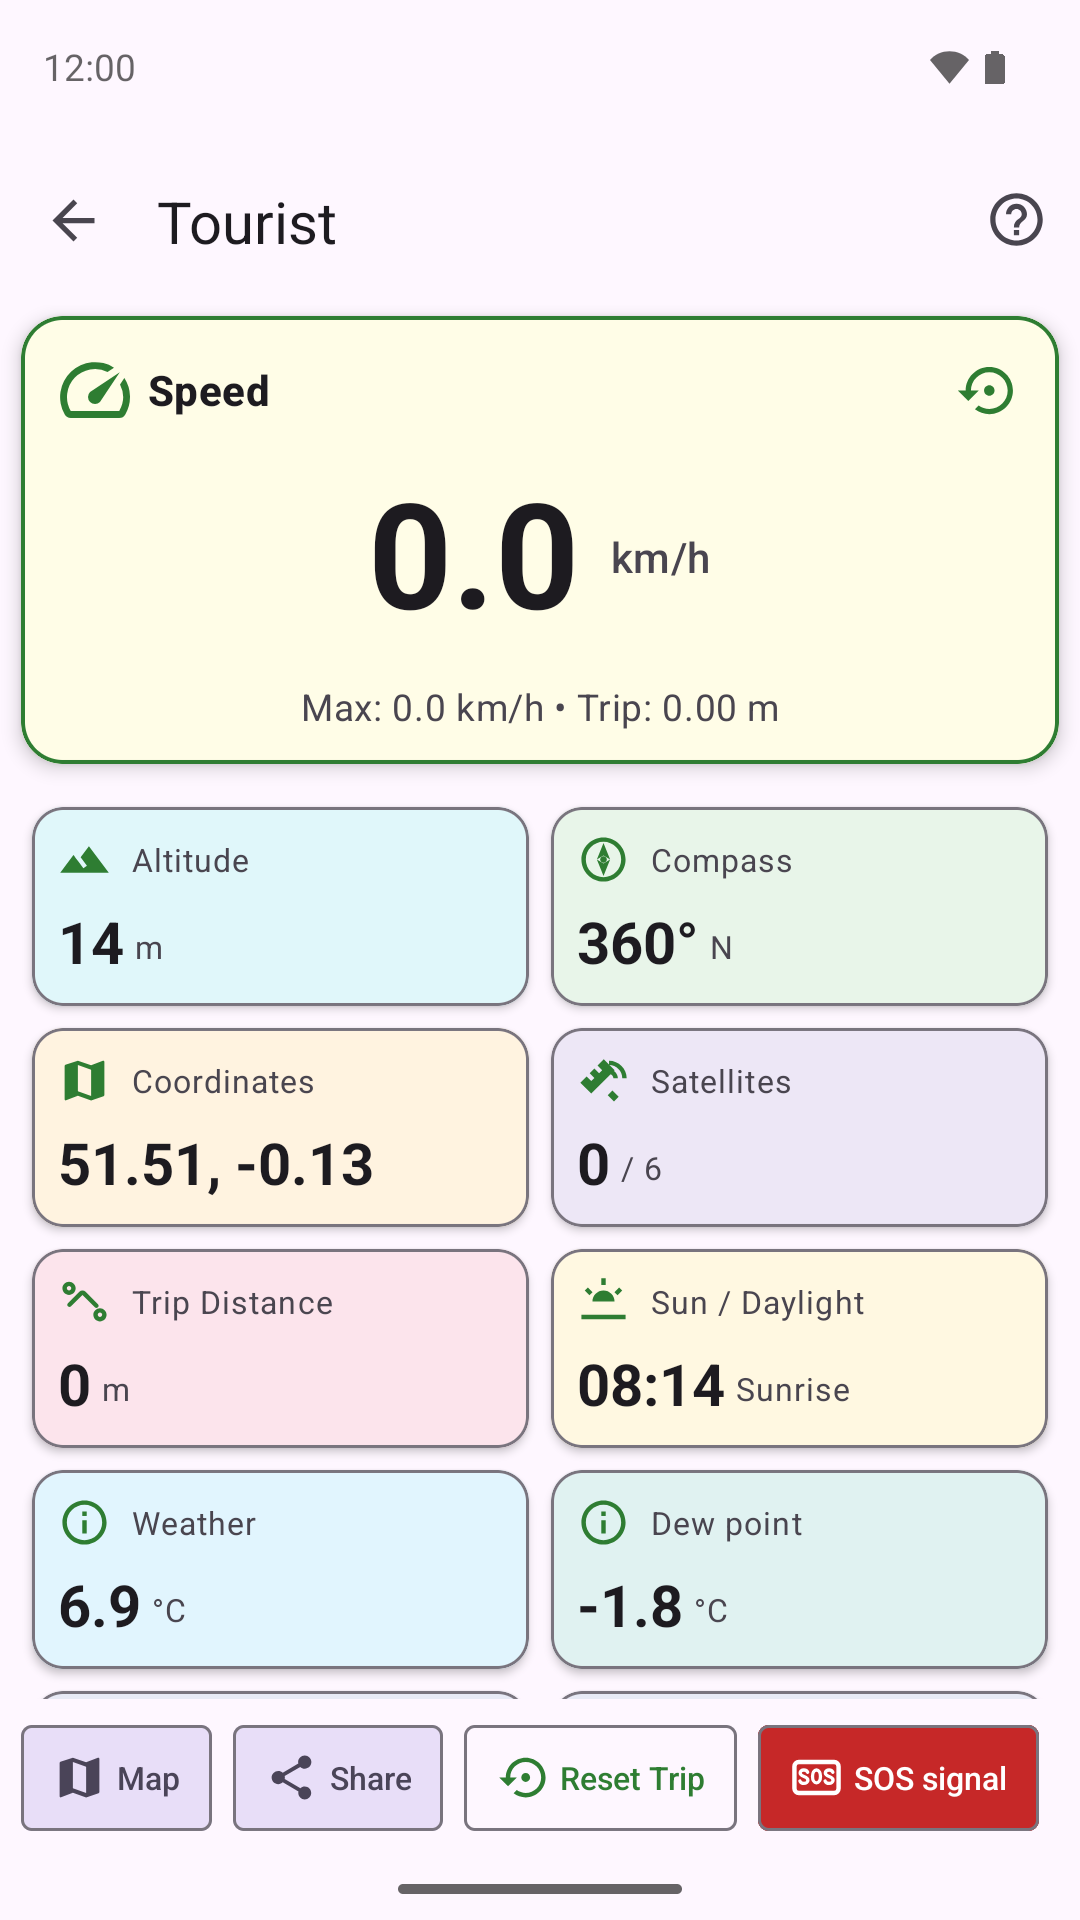 12:00
Tourist
Speed
0.0 km/h
Max: 0.0 km/h • Trip: 0.00 m
Altitude
14 m
Compass
360° N
Coordinates
51.51, -0.13
Satellites
0 / 6
Trip Distance
0 m
Sun / Daylight
08:14 Sunrise
Weather
6.9 °C
Dew point
-1.8 °C
Map
Share
Reset Trip
SOS SOS signal